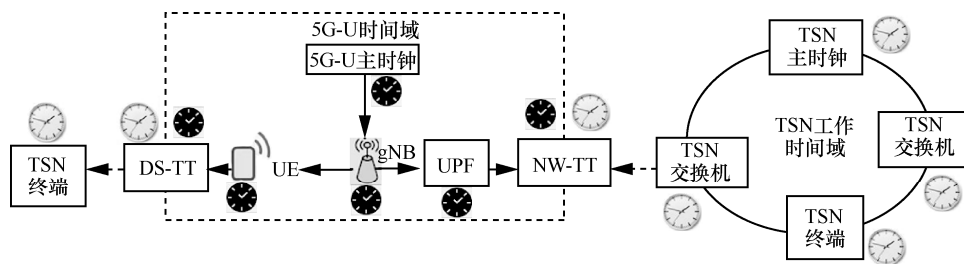 5G-U时间域
5G-U主时钟
TSN
终端
DS-TT
UE
gNB
UPF
NW-TT
TSN
主时钟
TSN
交换机
TSN工作
时间域
TSN
交换机
TSN
终端